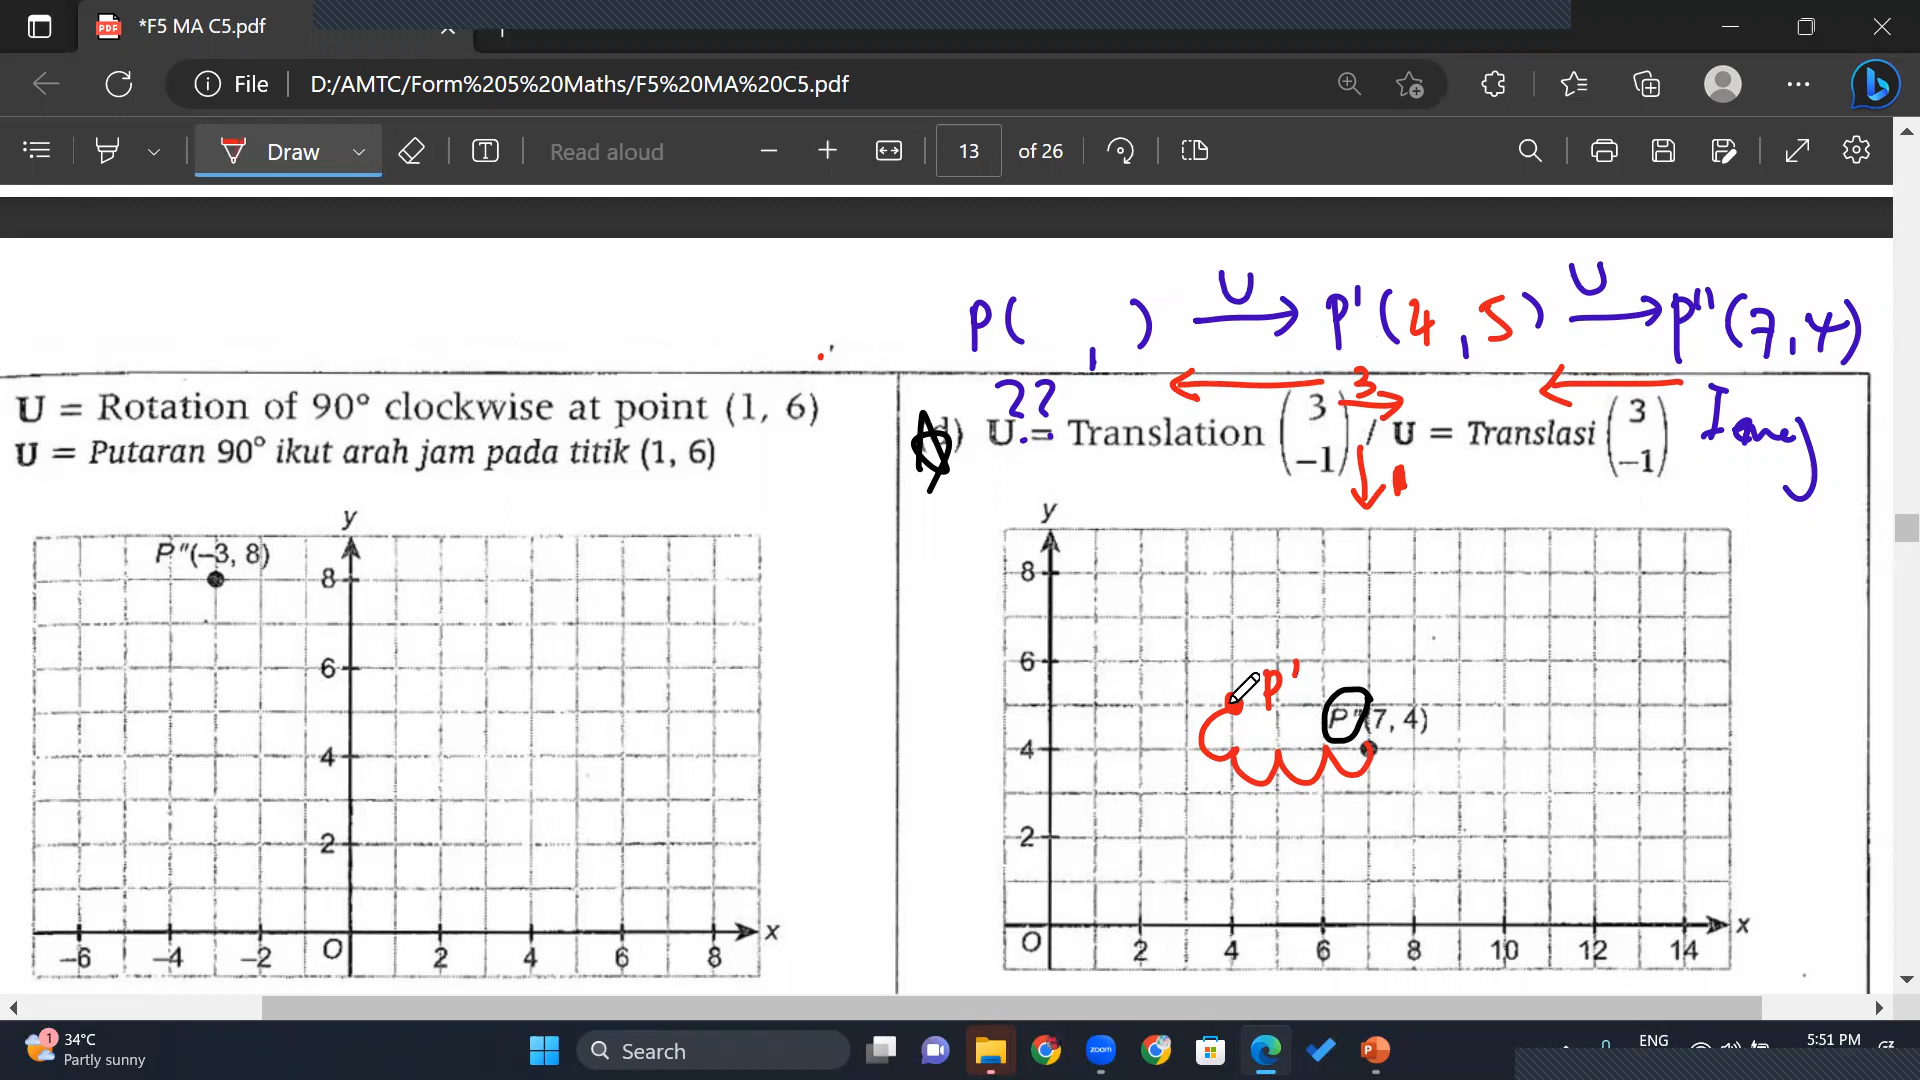 *F5 MA C5.pdf
File D:/AMTC/Form%205%20Maths/F5%20MA%20C5.pdf
Draw Read aloud 13 of 26
P( , ) U P'(4, 5) U P''(7, 4)
U = Rotation of 90° clockwise at point (1, 6)
U = Putaran 90° ikut arah jam pada titik (1, 6)
??
3
) U = Translation (3 −1) / U = Translasi (3 −1)
1
y
P″(−3, 8)
8
6
4
2
−6 −4 −2 O 2 4 6 8 x
y
8
6
P'
P″(7, 4)
4
2
O 2 4 6 8 10 12 14 x
1 34°C
Partly sunny
Search
zoom
ENG
5:51 PM